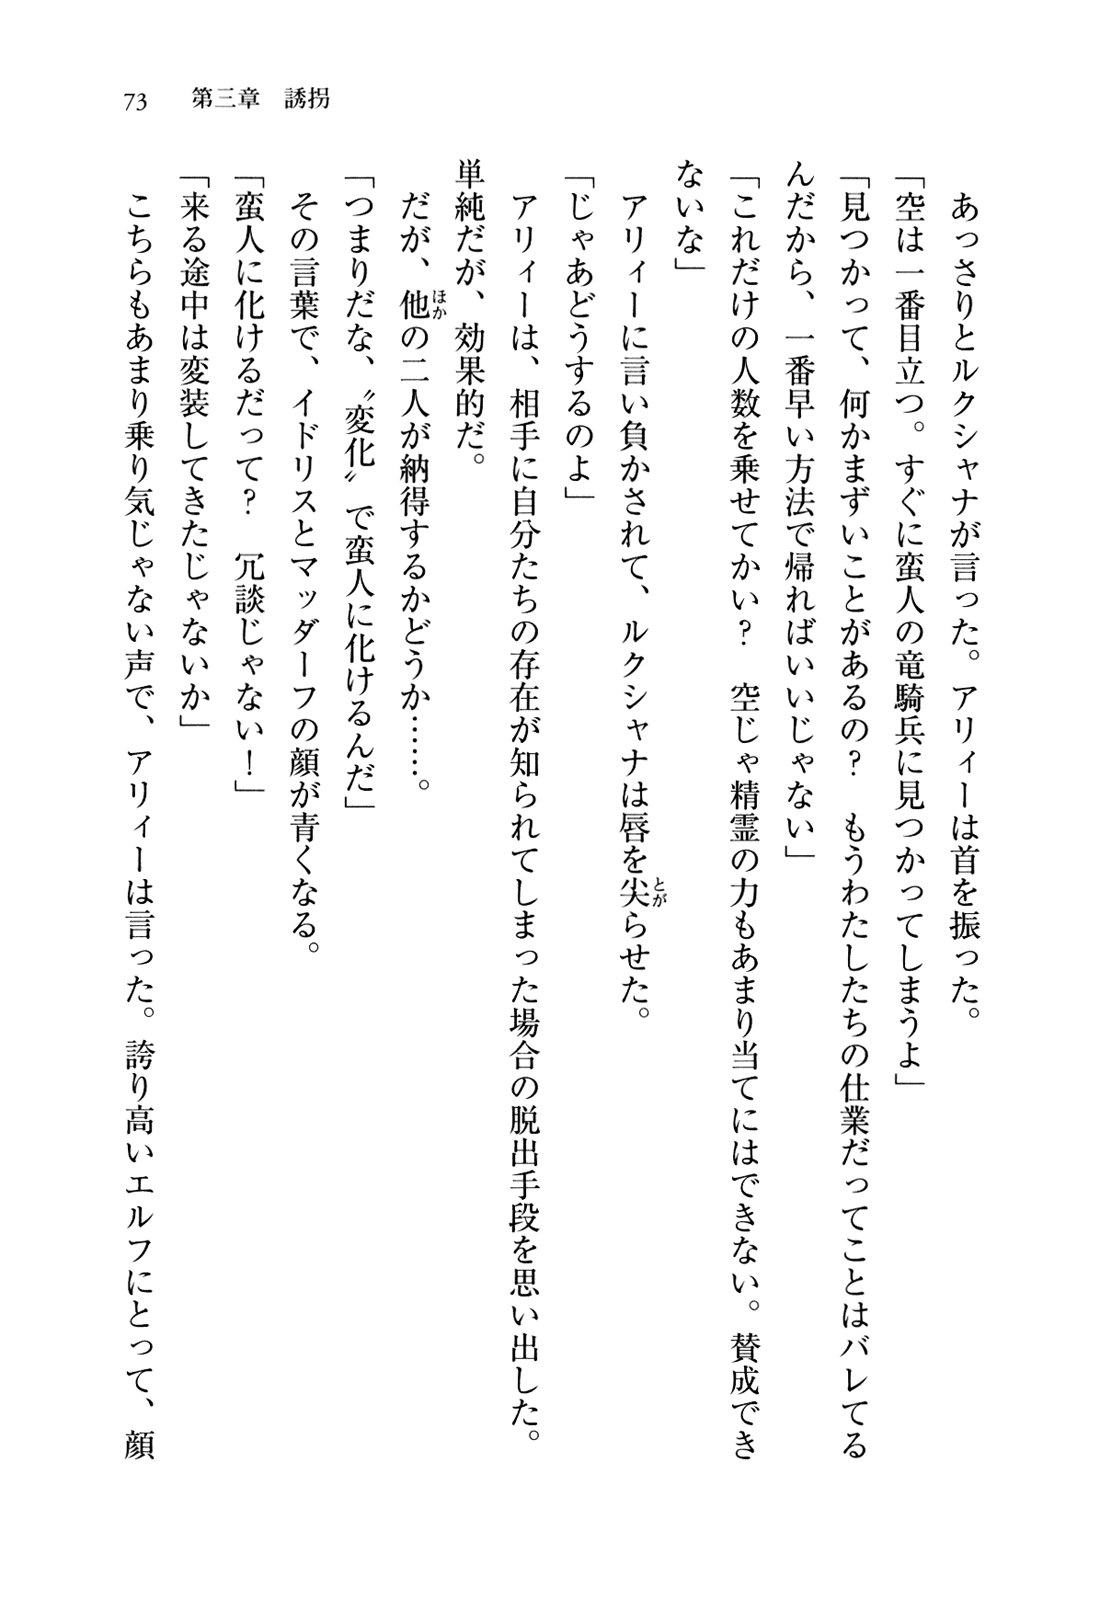 73　第三章　誘拐
　あっさりとルクシャナが言った。アリィーは首を振った。
「空は一番目立つ。すぐに蛮人の竜騎兵に見つかってしまうよ」
「見つかって、何かまずいことがあるの？　もうわたしたちの仕業だってことはバレてる
んだから、一番早い方法で帰ればいいじゃない」
「これだけの人数を乗せてかい？　空じゃ精霊の力もあまり当てにはできない。賛成でき
ないな」
　アリィーに言い負かされて、ルクシャナは唇を尖らせた。
「じゃあどうするのよ」
　アリィーは、相手に自分たちの存在が知られてしまった場合の脱出手段を思い出した。
単純だが、効果的だ。
　だが、他の二人が納得するかどうか……。
「つまりだな、〝変化〟で蛮人に化けるんだ」
　その言葉で、イドリスとマッダーフの顔が青くなる。
「蛮人に化けるだって？　冗談じゃない！」
「来る途中は変装してきたじゃないか」
　こちらもあまり乗り気じゃない声で、アリィーは言った。誇り高いエルフにとって、顔